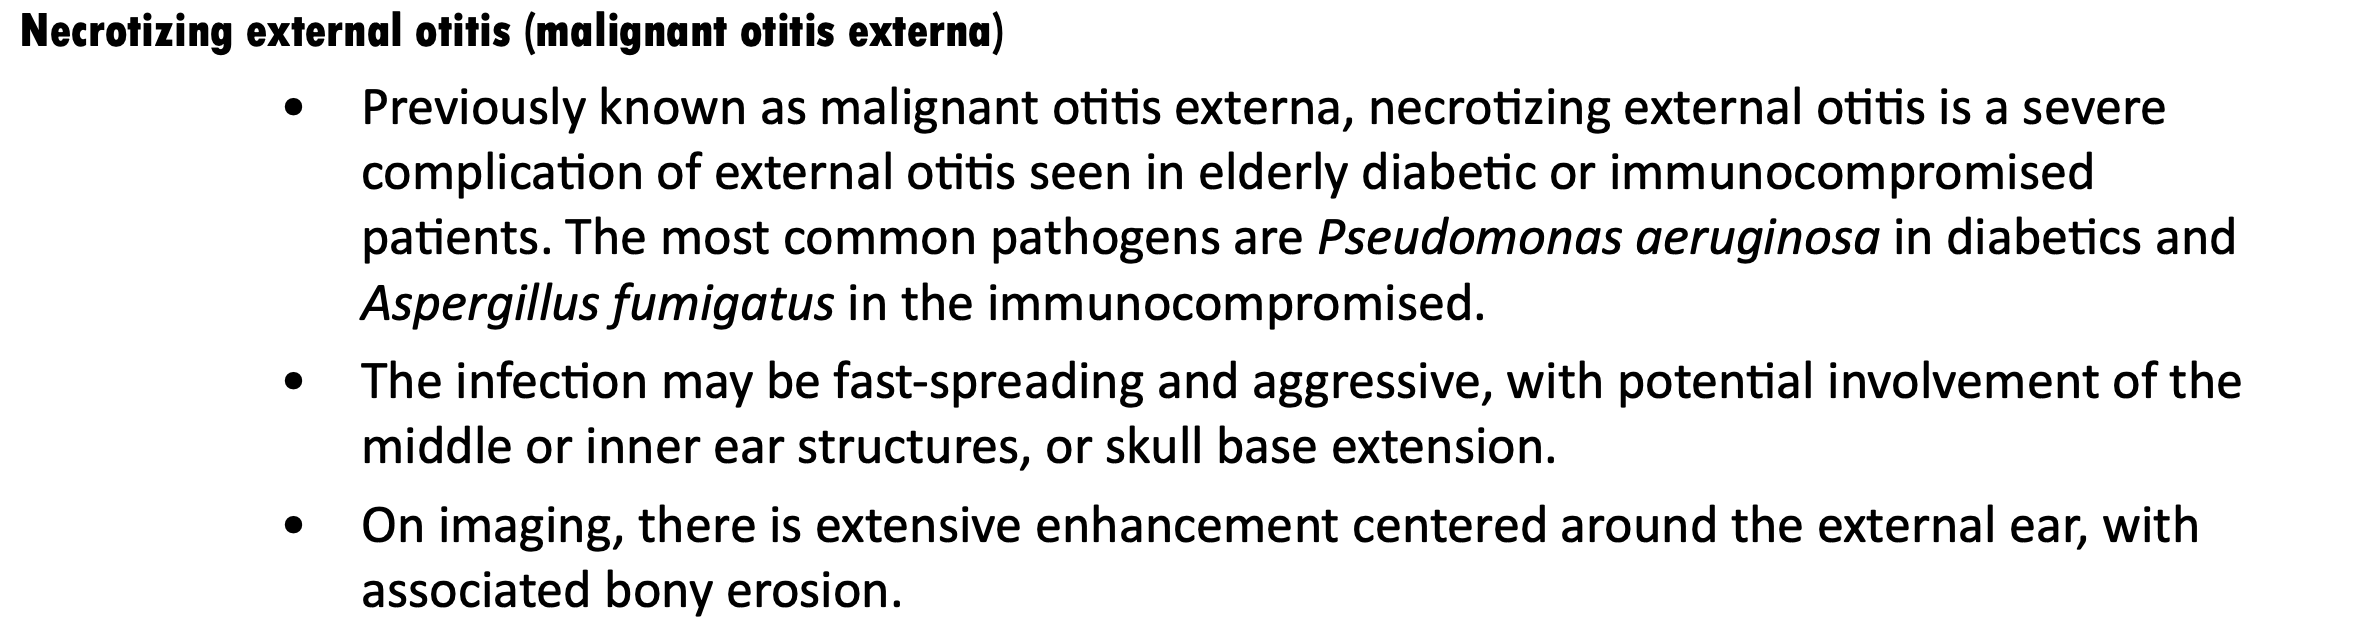 Necrotizing external otitis (malignant otitis externa)
• Previously known as malignant otitis externa, necrotizing external otitis is a severe
complication of external otitis seen in elderly diabetic or immunocompromised
patients. The most common pathogens are Pseudomonas aeruginosa in diabetics and
Aspergillus fumigatus in the immunocompromised.
• The infection may be fast-spreading and aggressive, with potential involvement of the
middle or inner ear structures, or skull base extension.
• On imaging, there is extensive enhancement centered around the external ear, with
associated bony erosion.